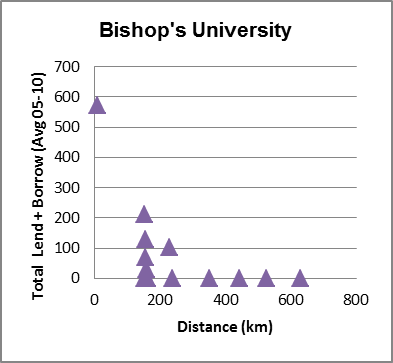 Bishop's University
Total Lend + Borrow (Avg 05-10)
700
600
500
400
300
200
100
0
0 200 400 600 800
Distance (km)